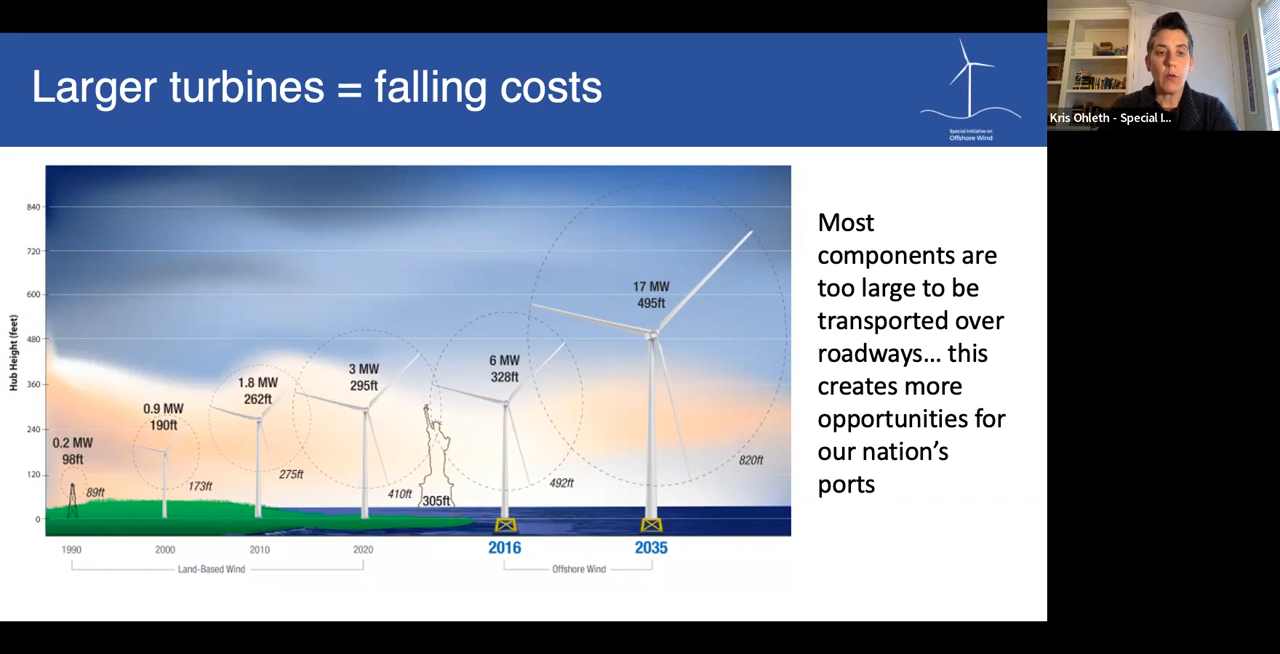 Larger turbines = falling costs
Special Initiative on
Offshore Wind
Kris Ohleth - Special I...
840
720
600
480
360
240
120
0
Hub Height (feet)
0.2 MW
98ft
89ft
0.9 MW
190ft
173ft
1.8 MW
262ft
275ft
3 MW
295ft
410ft
305ft
6 MW
328ft
492ft
17 MW
495ft
820ft
1990
2000
2010
2020
2016
2035
Land-Based Wind
Offshore Wind
Most
components are
too large to be
transported over
roadways... this
creates more
opportunities for
our nation’s
ports